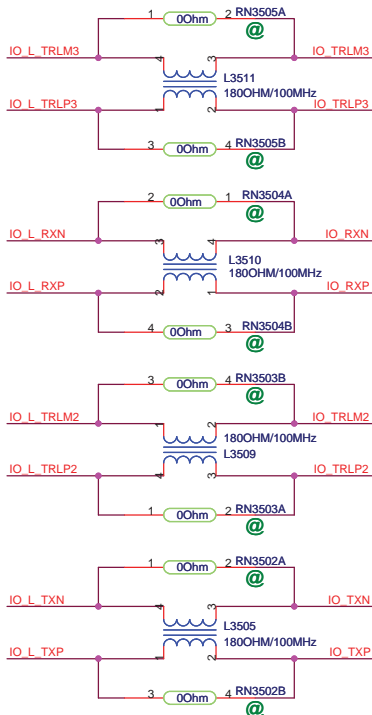 1 0Ohm 2 RN3505A
@
IO_L_TRLM3 4 3 IO_TRLM3
L3511
180OHM/100MHz
IO_L_TRLP3 1 2 IO_TRLP3
3 0Ohm 4 RN3505B
@
2 0Ohm 1 RN3504A
@
IO_L_RXN 3 4 IO_RXN
L3510
180OHM/100MHz
IO_L_RXP 2 1 IO_RXP
4 0Ohm 3 RN3504B
@
3 0Ohm 4 RN3503B
@
IO_L_TRLM2 1 2 IO_TRLM2
180OHM/100MHz
L3509
IO_L_TRLP2 4 3 IO_TRLP2
1 0Ohm 2 RN3503A
@
1 0Ohm 2 RN3502A
@
IO_L_TXN 4 3 IO_TXN
L3505
180OHM/100MHz
IO_L_TXP 1 2 IO_TXP
3 0Ohm 4 RN3502B
@